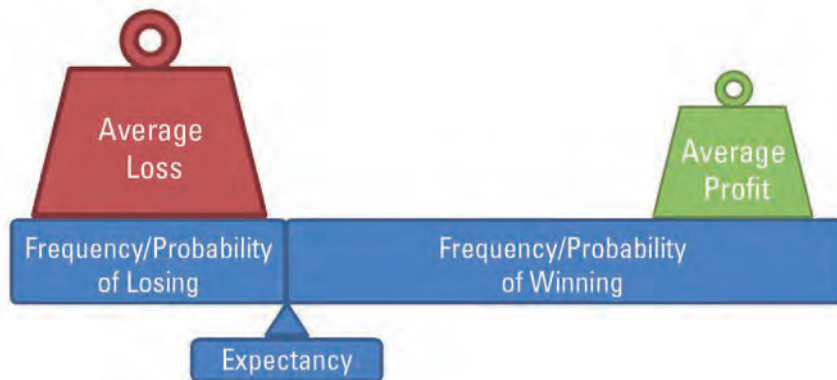 Average
Loss
Average
Profit
Frequency/Probability
of Losing
Frequency/Probability
of Winning
Expectancy